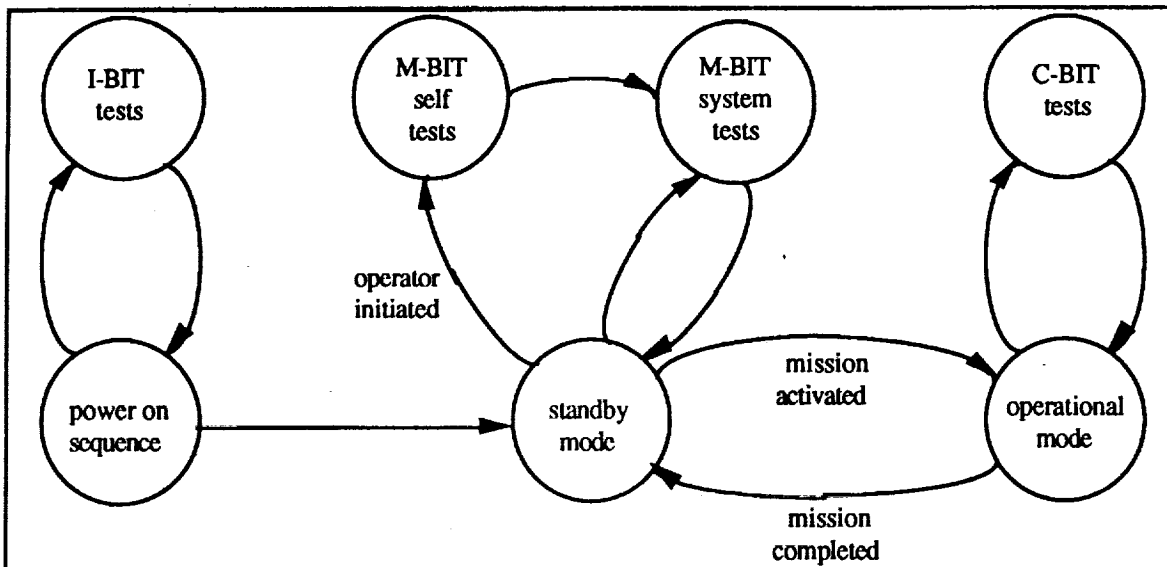 I-BIT
tests
M-BIT
self
tests
M-BIT
system
tests
C-BIT
tests
operator
initiated
power on
sequence
standby
mode
mission
activated
operational
mode
mission
completed